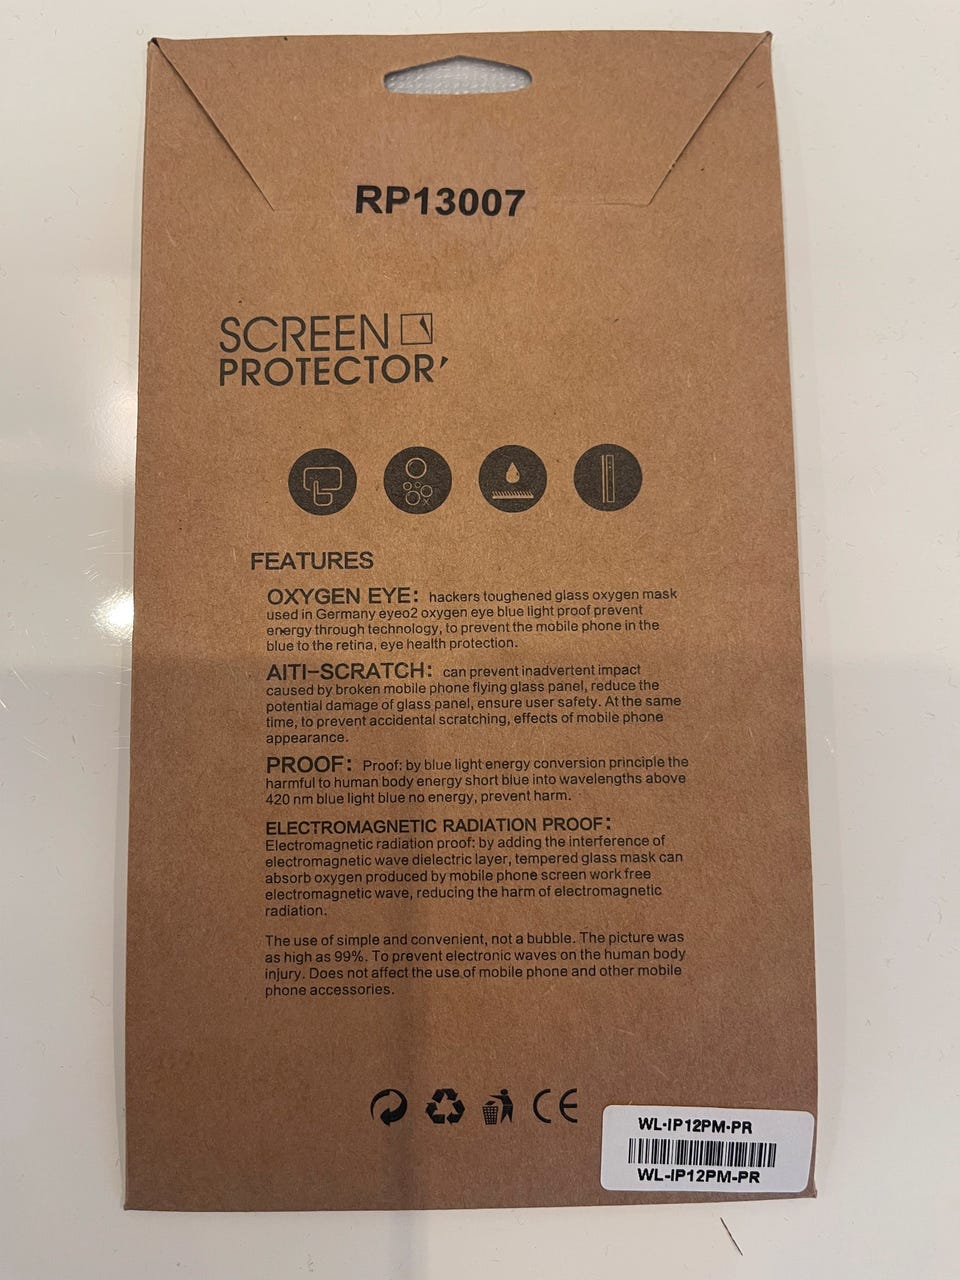 RP13007
SCREEN
PROTECTOR′
FEATURES
OXYGEN EYE: hackers toughened glass oxygen mask
used in Germany eyeo2 oxygen eye blue light proof prevent
energy through technology, to prevent the mobile phone in the
blue to the retina, eye health protection.
AITI-SCRATCH: can prevent inadvertent impact
caused by broken mobile phone flying glass panel, reduce the
potential damage of glass panel, ensure user safety. At the same
time, to prevent accidental scratching, effects of mobile phone
appearance.
PROOF: Proof: by blue light energy conversion principle the
harmful to human body energy short blue into wavelengths above
420 nm blue light blue no energy, prevent harm.
ELECTROMAGNETIC RADIATION PROOF:
Electromagnetic radiation proof: by adding the interference of
electromagnetic wave dielectric layer, tempered glass mask can
absorb oxygen produced by mobile phone screen work free
electromagnetic wave, reducing the harm of electromagnetic
radiation.
The use of simple and convenient, not a bubble. The picture was
as high as 99%. To prevent electronic waves on the human body
injury. Does not affect the use of mobile phone and other mobile
phone accessories.
CE
WL-IP12PM-PR
WL-IP12PM-PR